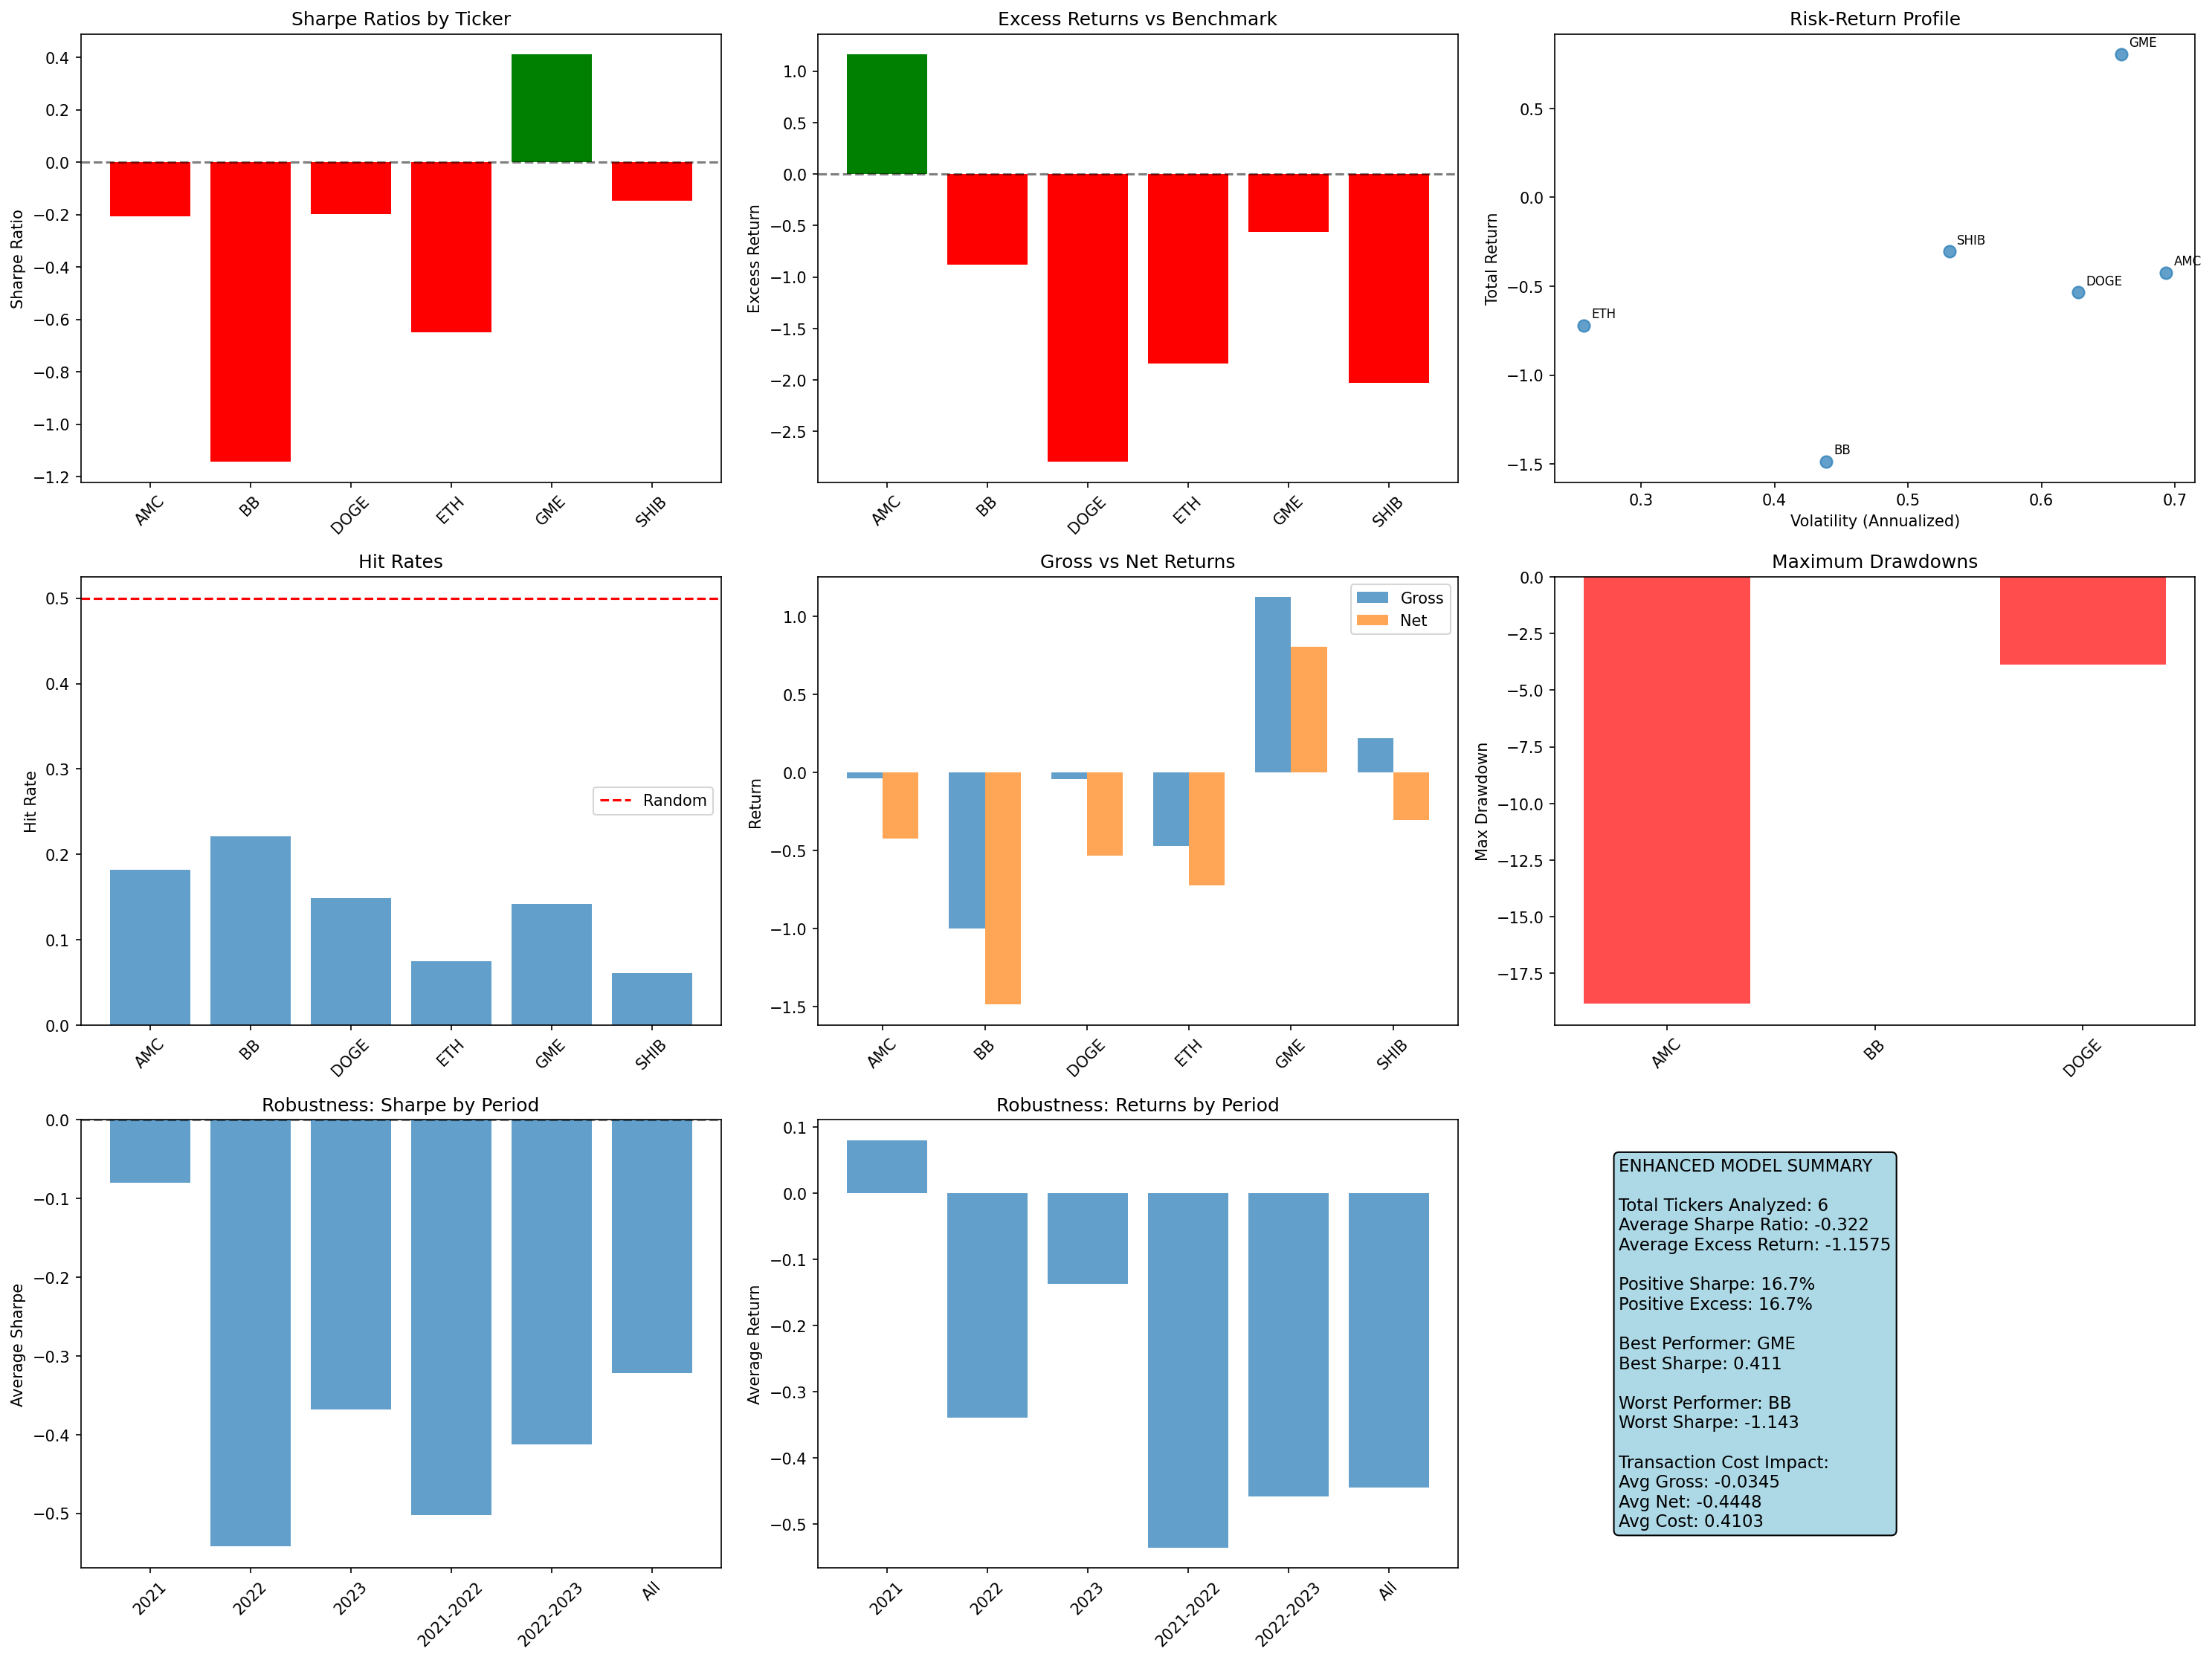 Sharpe Ratios by Ticker
Sharpe Ratio
0.4
0.2
0.0
−0.2
−0.4
−0.6
−0.8
−1.0
−1.2
AMC
BB
DOGE
ETH
GME
SHIB
Excess Returns vs Benchmark
Excess Return
1.0
0.5
0.0
−0.5
−1.0
−1.5
−2.0
−2.5
AMC
BB
DOGE
ETH
GME
SHIB
Risk-Return Profile
Total Return
0.5
0.0
−0.5
−1.0
−1.5
GME
SHIB
AMC
DOGE
ETH
BB
0.3
0.4
0.5
0.6
0.7
Volatility (Annualized)
Hit Rates
Hit Rate
0.5
0.4
0.3
0.2
0.1
0.0
Random
AMC
BB
DOGE
ETH
GME
SHIB
Gross vs Net Returns
Return
1.0
0.5
0.0
−0.5
−1.0
−1.5
Gross
Net
AMC
BB
DOGE
ETH
GME
SHIB
Maximum Drawdowns
Max Drawdown
0.0
−2.5
−5.0
−7.5
−10.0
−12.5
−15.0
−17.5
AMC
BB
DOGE
Robustness: Sharpe by Period
Average Sharpe
0.0
−0.1
−0.2
−0.3
−0.4
−0.5
2021
2022
2023
2021-2022
2022-2023
All
Robustness: Returns by Period
Average Return
0.1
0.0
−0.1
−0.2
−0.3
−0.4
−0.5
2021
2022
2023
2021-2022
2022-2023
All
ENHANCED MODEL SUMMARY
Total Tickers Analyzed: 6
Average Sharpe Ratio: -0.322
Average Excess Return: -1.1575
Positive Sharpe: 16.7%
Positive Excess: 16.7%
Best Performer: GME
Best Sharpe: 0.411
Worst Performer: BB
Worst Sharpe: -1.143
Transaction Cost Impact:
Avg Gross: -0.0345
Avg Net: -0.4448
Avg Cost: 0.4103